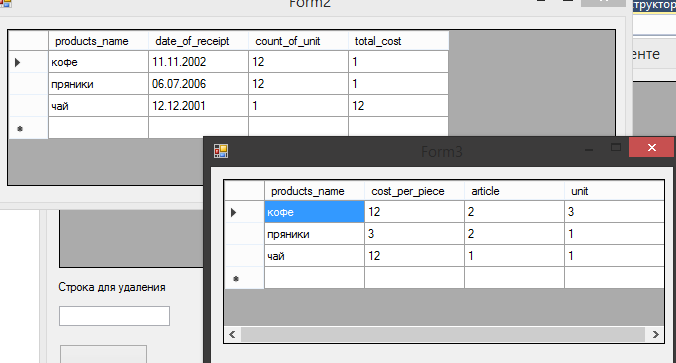 Form2
структор
енте
products_name date_of_receipt count_of_unit total_cost
кофе 11.11.2002 12 1
пряники 06.07.2006 12 1
чай 12.12.2001 1 12
Form3
products_name cost_per_piece article unit
кофе 12 2 3
пряники 3 2 1
чай 12 1 1
Строка для удаления